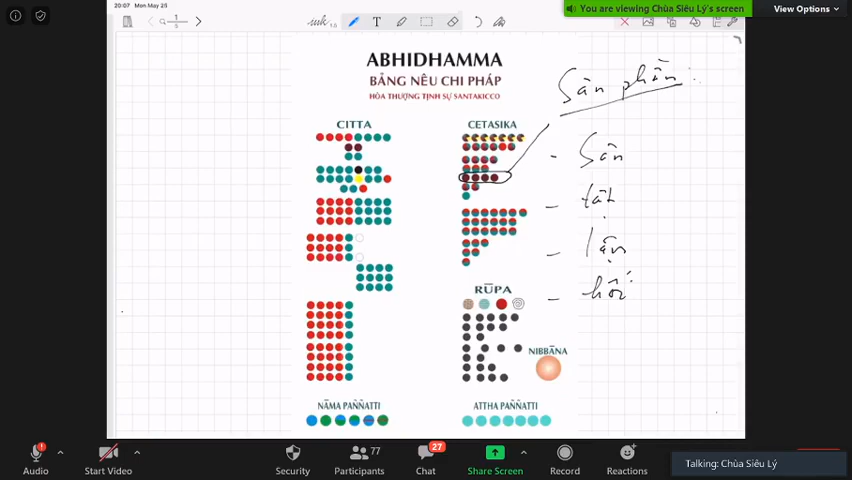 20:07 Mon May 25
You are viewing Chùa Siêu Lý's screen
View Options
1
5
T
ABHIDHAMMA
BẢNG NÊU CHI PHÁP
HÒA THƯỢNG TỊNH SỰ SANTAKICCO
CITTA
CETASIKA
Sân phần:
- Sân
- tật
- lận
- hối
RŪPA
NIBBĀNA
NĀMA PAÑÑATTI
ATTHA PAÑÑATTI
27
77
Audio
Start Video
Security
Participants
Chat
Share Screen
Record
Reactions
Talking: Chùa Siêu Lý